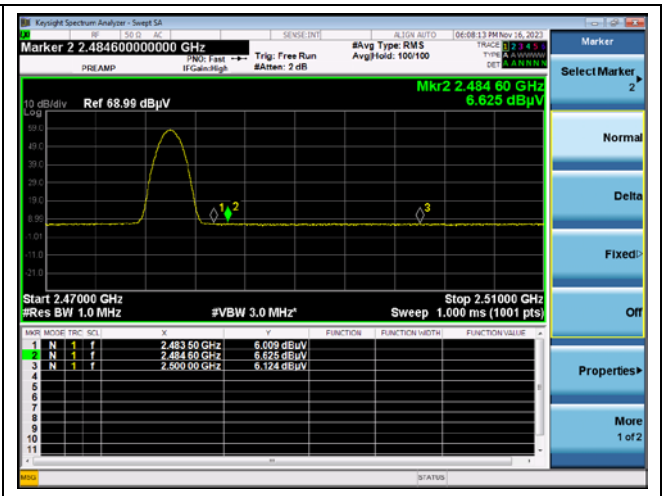 Keysight Spectrum Analyzer - Swept SA
RF 50 Ω AC SENSE:INT ALIGN AUTO 06:08:13 PM Nov 16, 2023
Marker 2 2.484600000000 GHz
PREAMP
PNO: Fast
IFGain:High
Trig: Free Run
#Atten: 2 dB
#Avg Type: RMS
Avg|Hold: 100/100
TRACE 1 2 3 4 5 6
TYPE A A WWWW
DET A A N N N N
Mkr2 2.484 60 GHz
6.625 dBµV
10 dB/div Ref 68.99 dBµV
Log
59.0
49.0
39.0
29.0
19.0
8.99
-1.01
-11.0
-21.0
1 2 3
Start 2.47000 GHz Stop 2.51000 GHz
#Res BW 1.0 MHz #VBW 3.0 MHz* Sweep 1.000 ms (1001 pts)
MKR MODE TRC SCL X Y FUNCTION FUNCTION WIDTH FUNCTION VALUE
1 N 1 f 2.483 50 GHz 6.009 dBµV
2 N 1 f 2.484 60 GHz 6.625 dBµV
3 N 1 f 2.500 00 GHz 6.124 dBµV
4
5
6
7
8
9
10
11
MSG STATUS
Marker
Select Marker
2
Normal
Delta
Fixed
Off
Properties
More
1 of 2